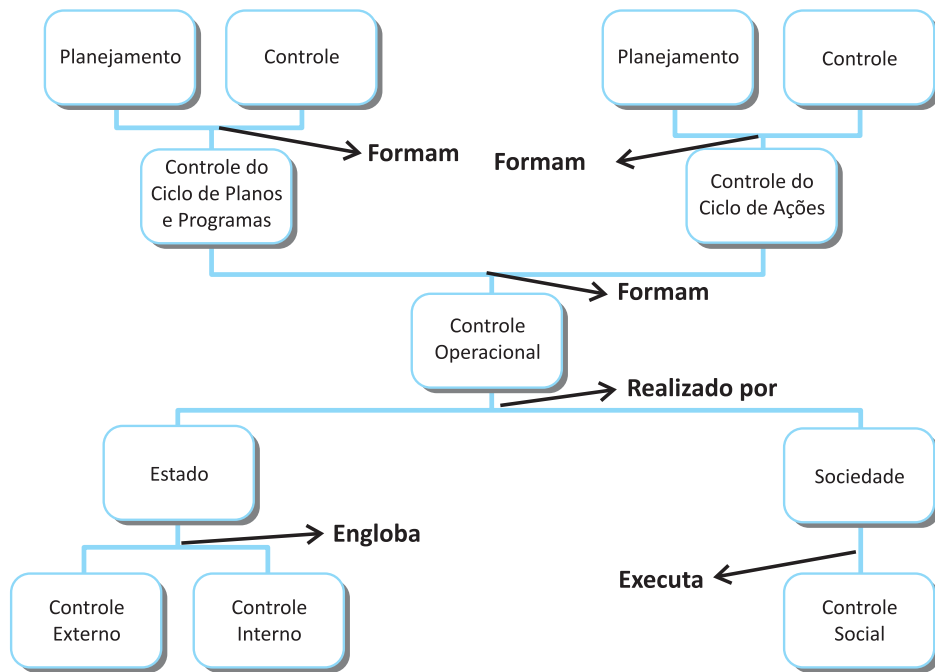 Planejamento
Controle
Planejamento
Controle
Formam
Formam
Controle do
Ciclo de Planos
e Programas
Controle do
Ciclo de Ações
Formam
Controle
Operacional
Realizado por
Estado
Sociedade
Engloba
Executa
Controle
Externo
Controle
Interno
Controle
Social